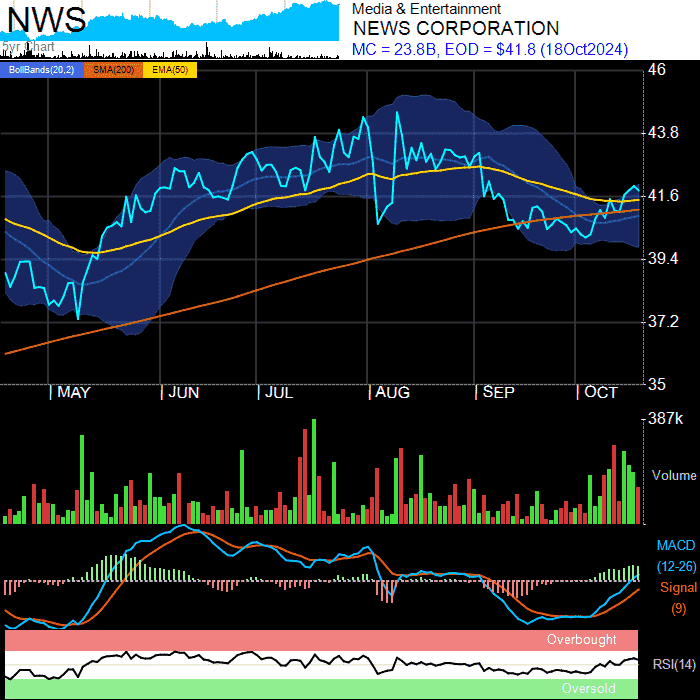 NWS
5yr Chart
Media & Entertainment
NEWS CORPORATION
MC = 23.8B, EOD = $41.8 (18Oct2024)
BollBands(20,2) SMA(200) EMA(50)
46
43.8
41.6
39.4
37.2
35
MAY JUN JUL AUG SEP OCT
387k
Volume
MACD
(12-26)
Signal
(9)
Overbought
RSI(14)
Oversold